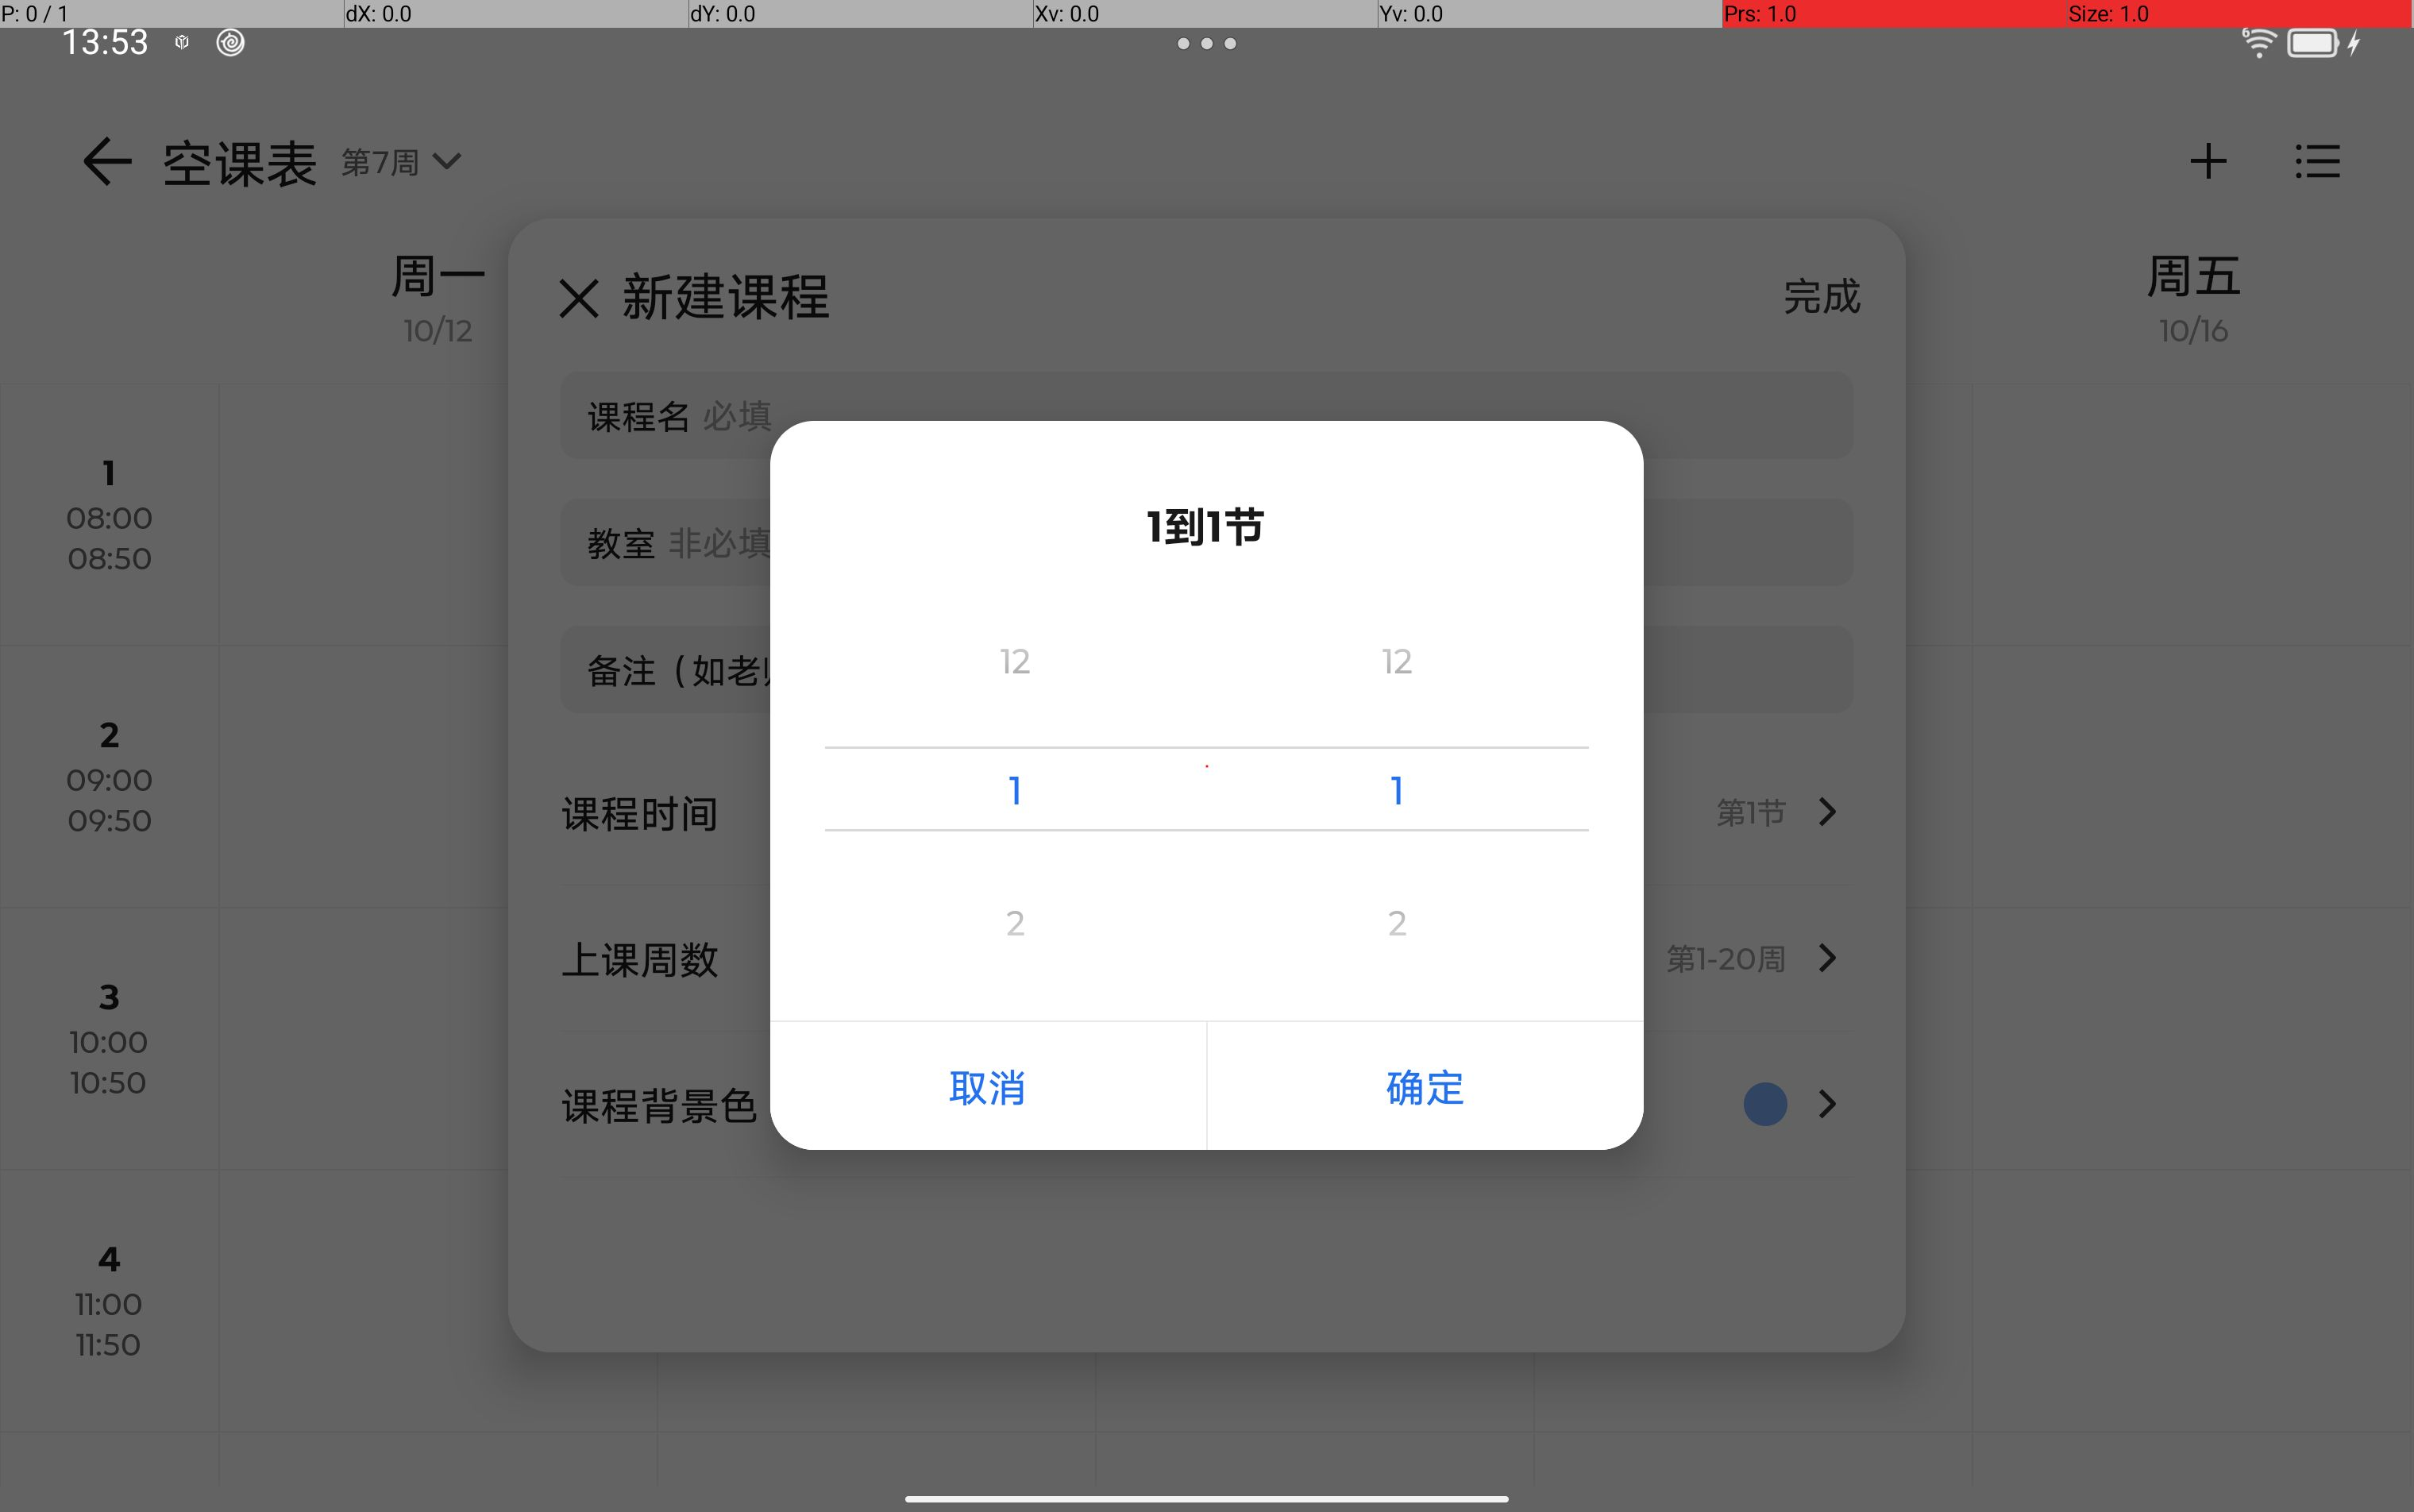 P: 0 / 1 dX: 0.0 dY: 0.0 Xv: 0.0 Yv: 0.0 Prs: 1.0 Size: 1.0
13:53 6
空课表 第7周
周一 周五
10/12 10/16
新建课程 完成
课程名 必填
教室 非必填
备注（如老
课程时间 第1节
上课周数 第1-20周
课程背景色
1
08:00
08:50
2
09:00
09:50
3
10:00
10:50
4
11:00
11:50
1到1节
12 12
1 1
2 2
取消 确定